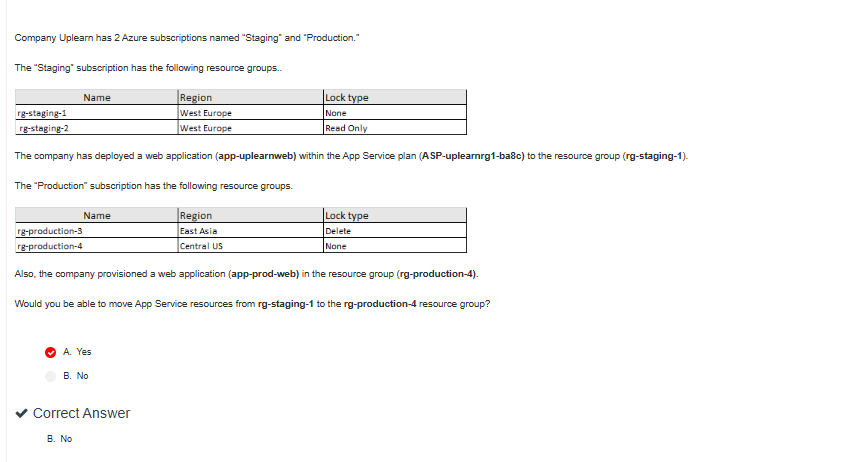 Company Uplearn has 2 Azure subscriptions named "Staging" and "Production."
The "Staging" subscription has the following resource groups..
Name Region Lock type
rg-staging-1 West Europe None
rg-staging-2 West Europe Read Only
The company has deployed a web application (app-uplearnweb) within the App Service plan (ASP-uplearnrg1-ba8c) to the resource group (rg-staging-1).
The "Production" subscription has the following resource groups.
Name Region Lock type
rg-production-3 East Asia Delete
rg-production-4 Central US None
Also, the company provisioned a web application (app-prod-web) in the resource group (rg-production-4).
Would you be able to move App Service resources from rg-staging-1 to the rg-production-4 resource group?
A. Yes
B. No
Correct Answer
B. No